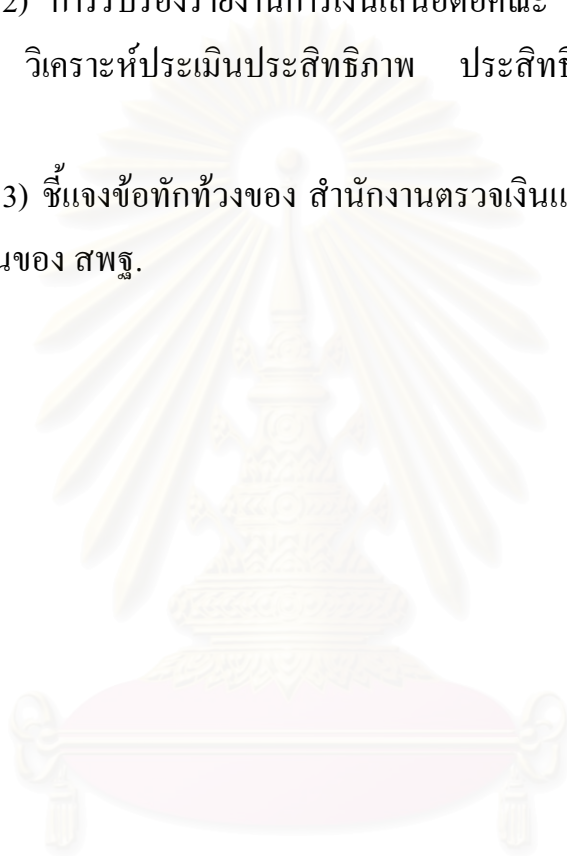 2) การรับรองรายงานการเงินเสนอต่อคณะ
วิเคราะห์ประเมินประสิทธิภาพ ประสิทธิ
3) ชี้แจงข้อทักท้วงของ สำนักงานตรวจเงินแ
นของ สพฐ.